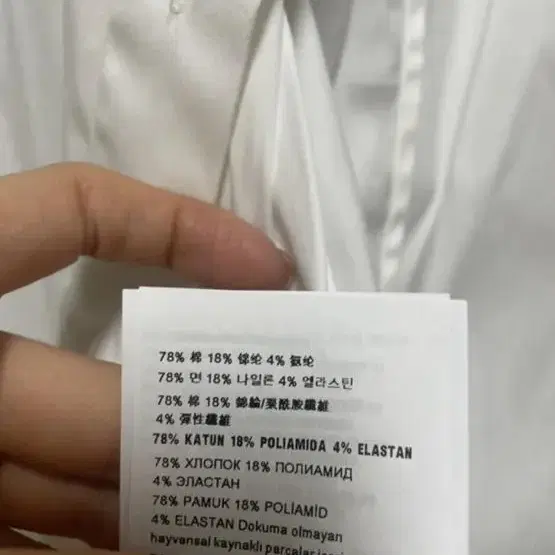 78% 棉 18% 锦纶 4% 氨纶
78% 면 18% 나일론 4% 엘라스틴
78% 棉 18% 錦綸/聚酰胺纖維
4% 彈性纖維
78% KATUN 18% POLIAMIDA 4% ELASTAN
78% ХЛОПОК 18% ПОЛИАМИД
4% ЭЛАСТАН
78% PAMUK 18% POLİAMİD
4% ELASTAN Dokuma olmayan
hayvansal kaynaklı parçalar